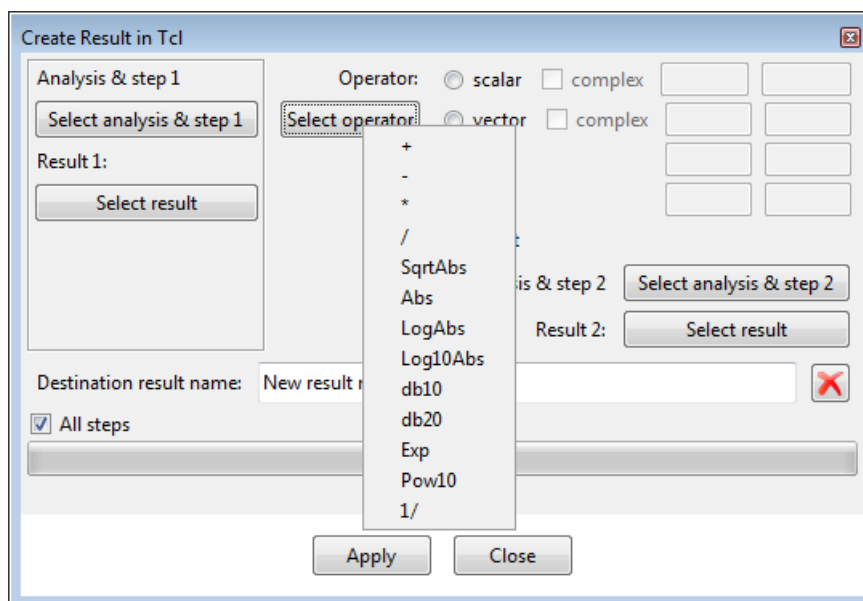 Create Result in Tcl
Analysis & step 1
Operator:
scalar
complex
Select analysis & step 1
Select operator
vector
complex
Result 1:
Select result
+
-
*
/
SqrtAbs
Abs
LogAbs
Log10Abs
db10
db20
Exp
Pow10
1/
is & step 2
Select analysis & step 2
Result 2:
Select result
Destination result name:
New result
All steps
Apply
Close